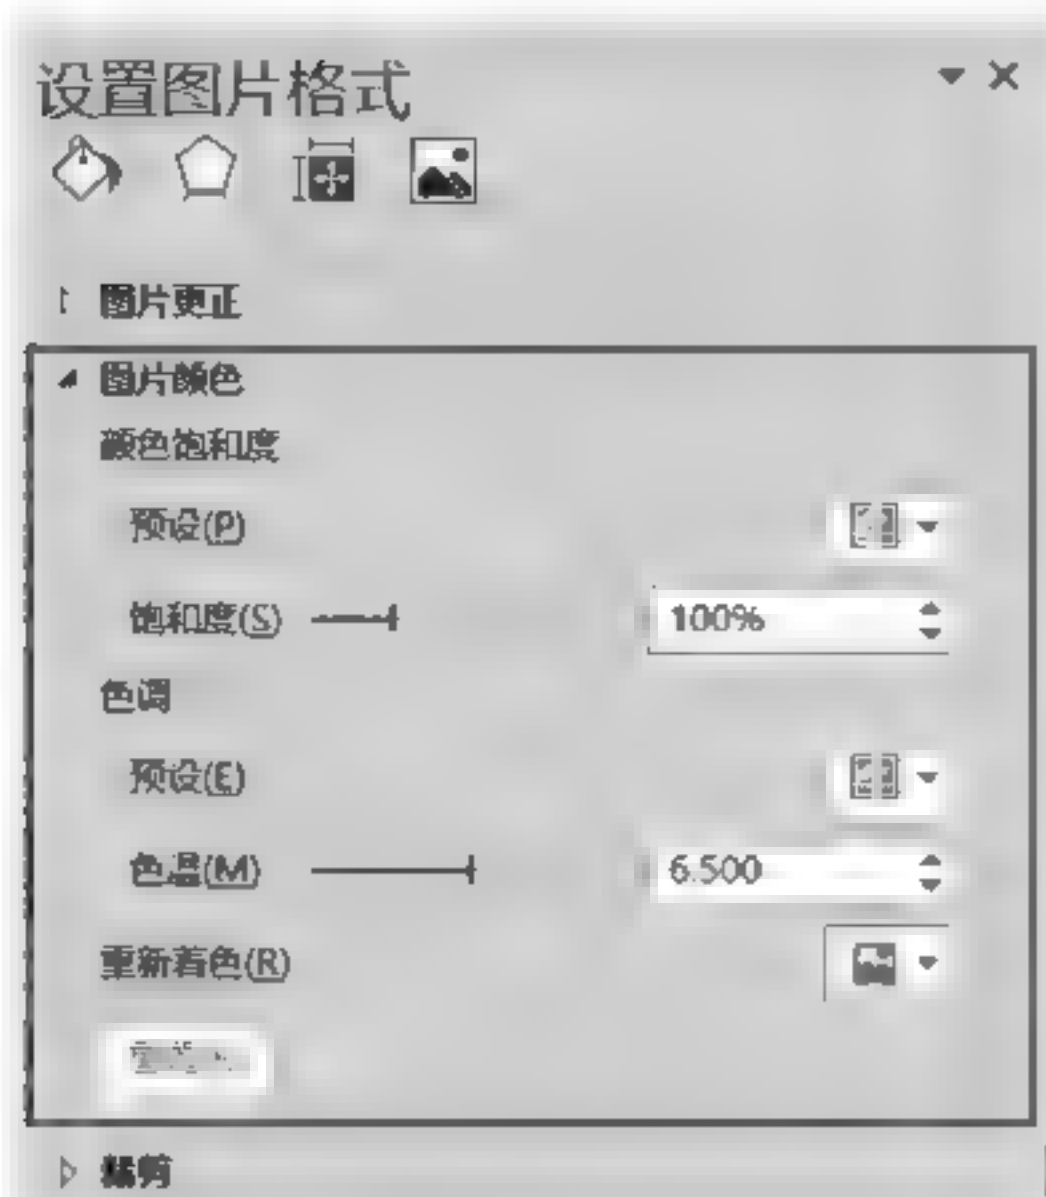 设置图片格式
图片更正
图片颜色
颜色饱和度
预设(P)
饱和度(S) 100%
色调
预设(E)
色温(M) 6.500
重新着色(R)
裁剪